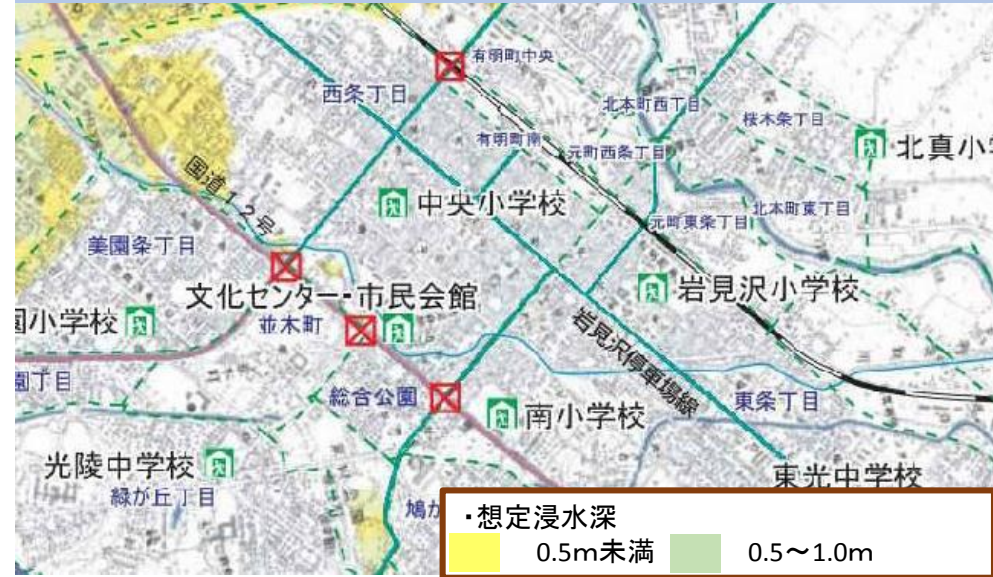 有明町中央
西条丁目
北本町西丁目
桜木条丁目
有明町南
元町西条丁目
北真小学
国道12号
中央小学校
北本町東丁目
元町東条丁目
美園条丁目
岩見沢小学校
文化センター・市民会館
園小学校
並木町
岩見沢停車場線
園丁目
総合公園
東条丁目
南小学校
光陵中学校
東光中学校
緑が丘丁目
鳩が
・想定浸水深
0.5m未満
0.5～1.0m